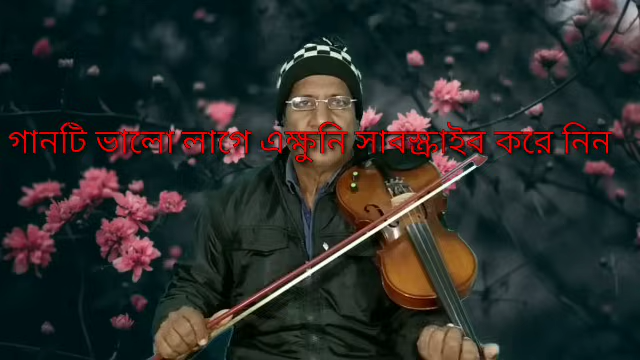 গানটি ভালো লাগে এক্ষুনি সাবস্ক্রাইব করে নিন